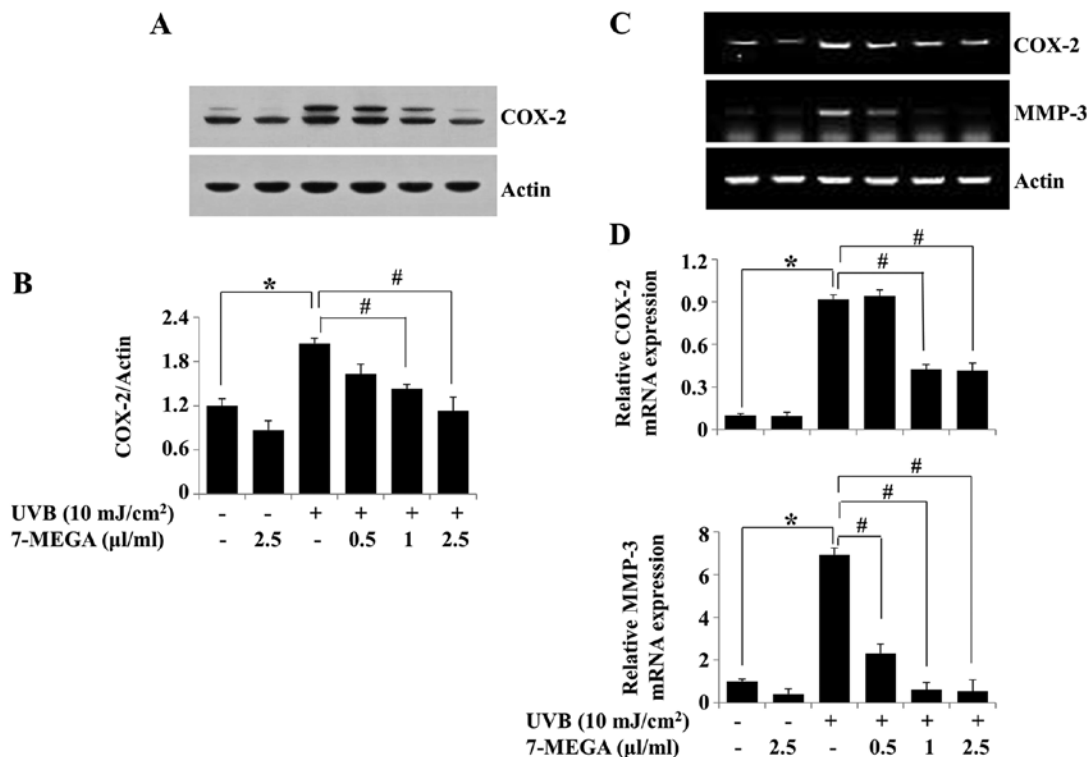 A
COX-2
Actin
B
* # #
COX-2/Actin
2.4
1.8
1.2
0.6
0
UVB (10 mJ/cm²) - - + + + +
7-MEGA (µl/ml) - 2.5 - 0.5 1 2.5
C
COX-2
MMP-3
Actin
D
* # #
Relative COX-2
mRNA expression
1.2
0.9
0.6
0.3
0
* # # #
Relative MMP-3
mRNA expression
8
6
4
2
0
UVB (10 mJ/cm²) - - + + + +
7-MEGA (µl/ml) - 2.5 - 0.5 1 2.5